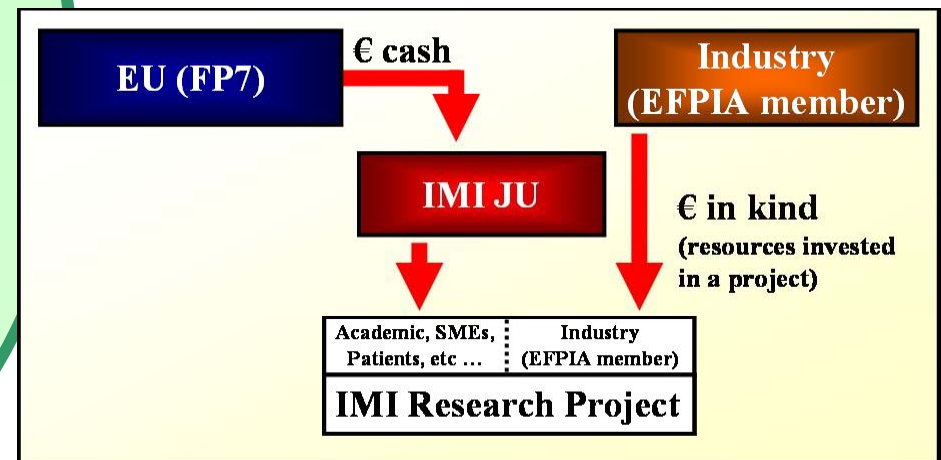 EU (FP7)
€ cash
Industry
(EFPIA member)
IMI JU
€ in kind
(resources invested
in a project)
Academic, SMEs,
Patients, etc ...
Industry
(EFPIA member)
IMI Research Project